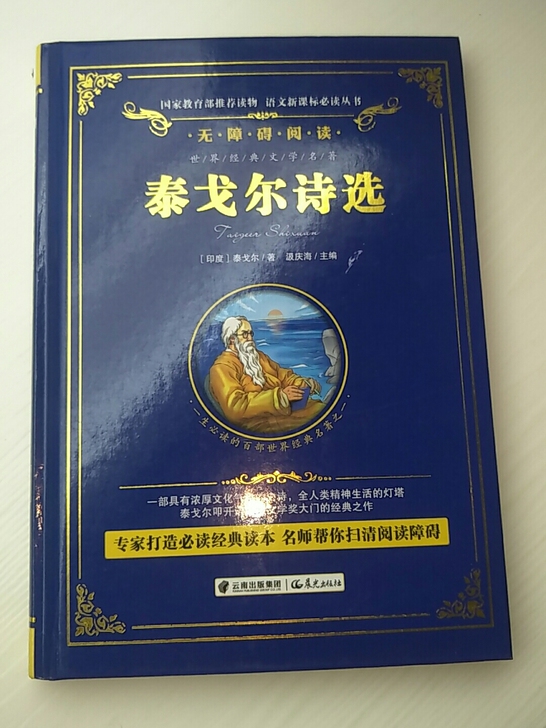 国家教育部推荐读物 语文新课标必读丛书
·无·障·碍·阅·读·
世/界/经/典/文/学/名/著
泰戈尔诗选
Taigeer Shixuan
[印度]泰戈尔/著 汲庆海/主编
·一生必读的百部世界经典名著之一·
一部具有浓厚文化 诗，全人类精神生活的灯塔
泰戈尔叩开 文学奖大门的经典之作
专家打造必读经典读本 名师帮你扫清阅读障碍
云南出版集团
晨光出版社